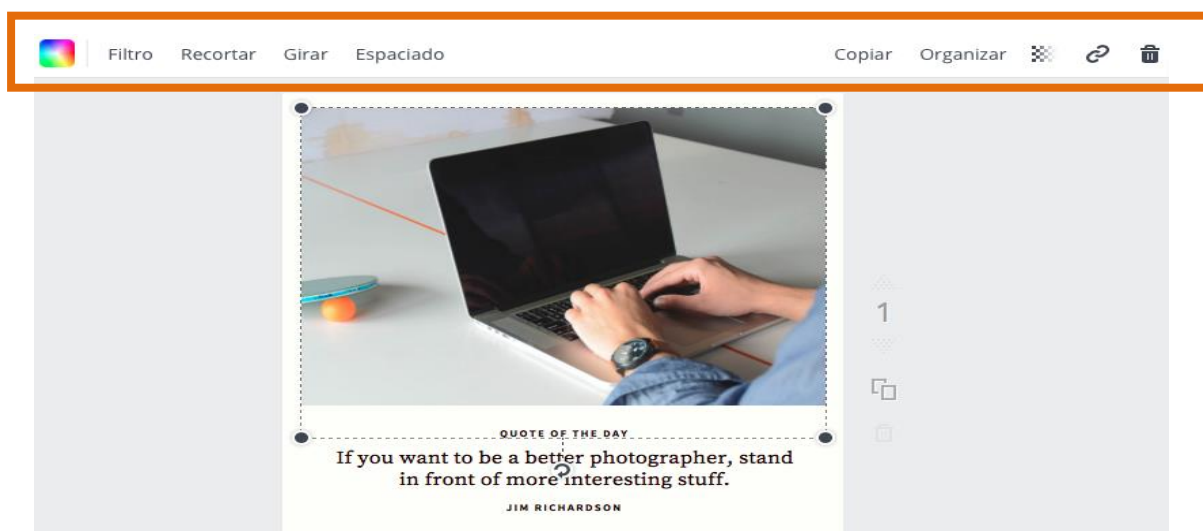 Filtro Recortar Girar Espaciado Copiar Organizar
1
QUOTE OF THE DAY
If you want to be a better photographer, stand
in front of more interesting stuff.
JIM RICHARDSON